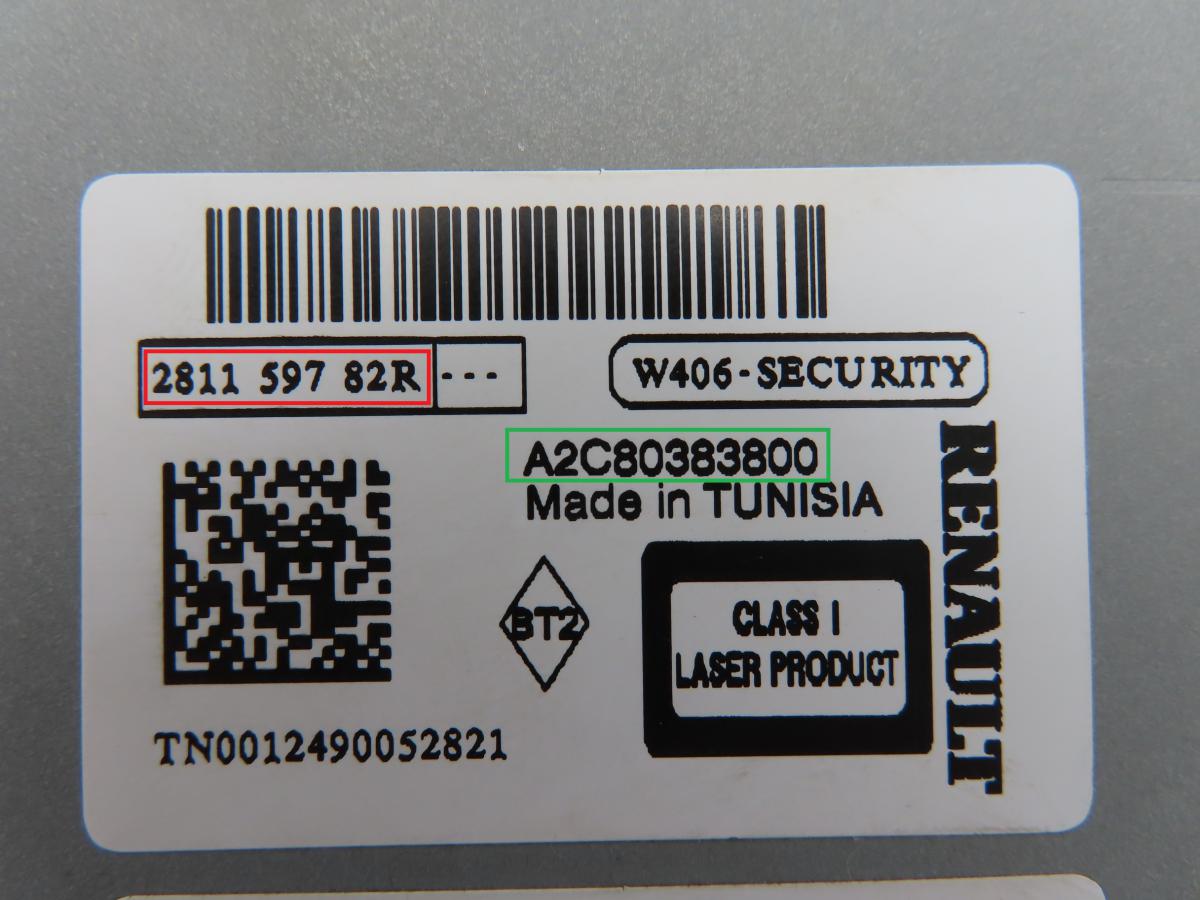 2811 597 82R ---
W406-SECURITY
A2C80383800
Made in TUNISIA
BT2
CLASS I
LASER PRODUCT
RENAULT
TN0012490052821